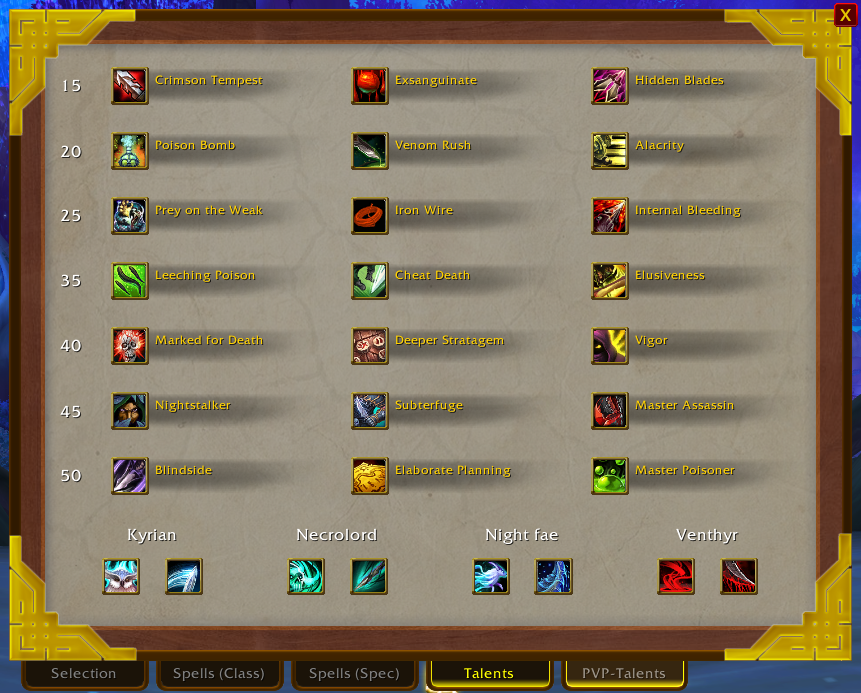 X
15 Crimson Tempest Exsanguinate Hidden Blades
20 Poison Bomb Venom Rush Alacrity
25 Prey on the Weak Iron Wire Internal Bleeding
35 Leeching Poison Cheat Death Elusiveness
40 Marked for Death Deeper Stratagem Vigor
45 Nightstalker Subterfuge Master Assassin
50 Blindside Elaborate Planning Master Poisoner
Kyrian Necrolord Night fae Venthyr
Selection Spells (Class) Spells (Spec) Talents PVP-Talents